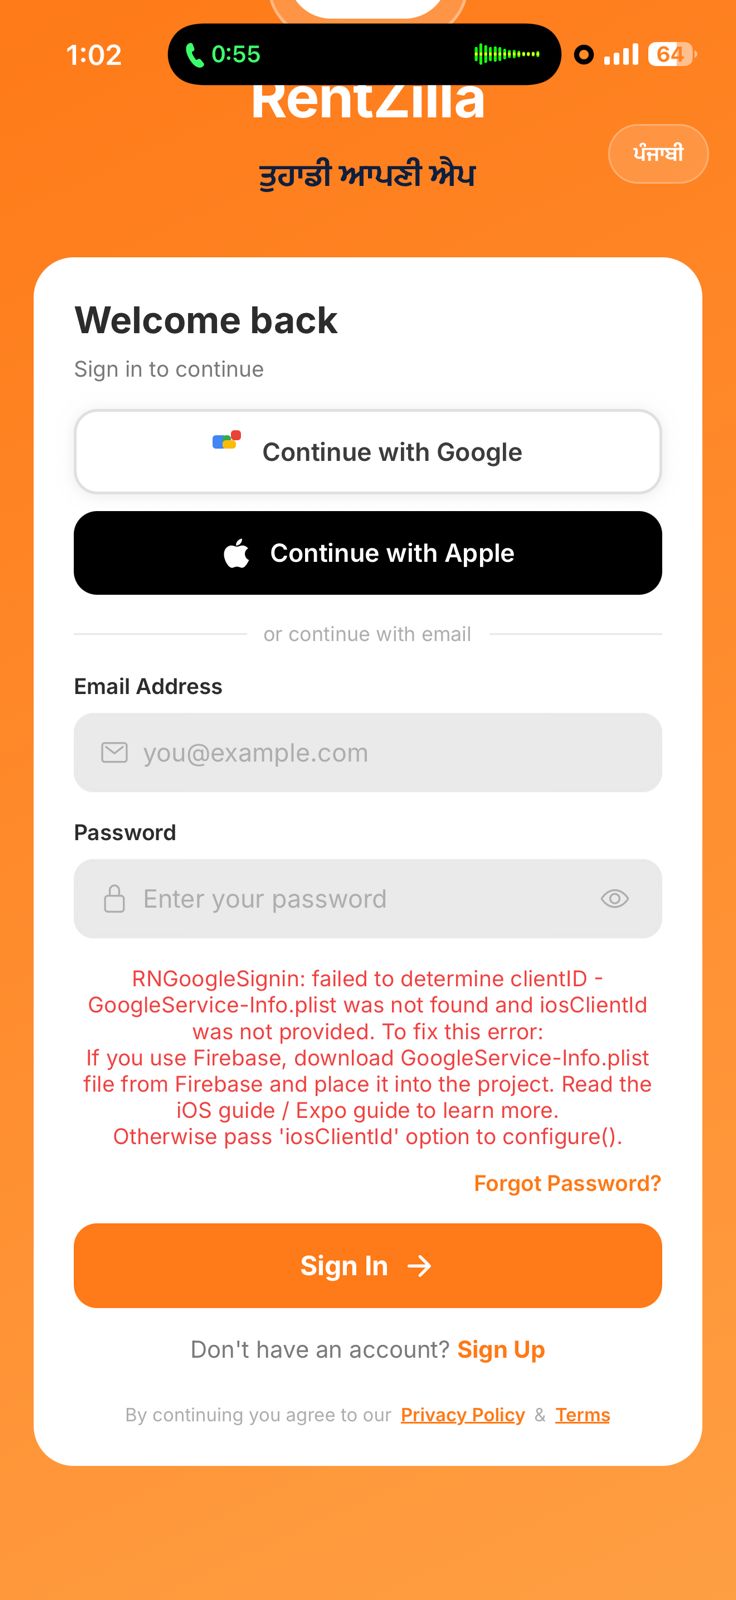 1:02
0:55
64
RentZilla
ਤੁਹਾਡੀ ਆਪਣੀ ਐਪ
ਪੰਜਾਬੀ
Welcome back
Sign in to continue
Continue with Google
Continue with Apple
or continue with email
Email Address
you@example.com
Password
Enter your password
RNGoogleSignin: failed to determine clientID -
GoogleService-Info.plist was not found and iosClientId
was not provided. To fix this error:
If you use Firebase, download GoogleService-Info.plist
file from Firebase and place it into the project. Read the
iOS guide / Expo guide to learn more.
Otherwise pass 'iosClientId' option to configure().
Forgot Password?
Sign In →
Don't have an account? Sign Up
By continuing you agree to our Privacy Policy & Terms